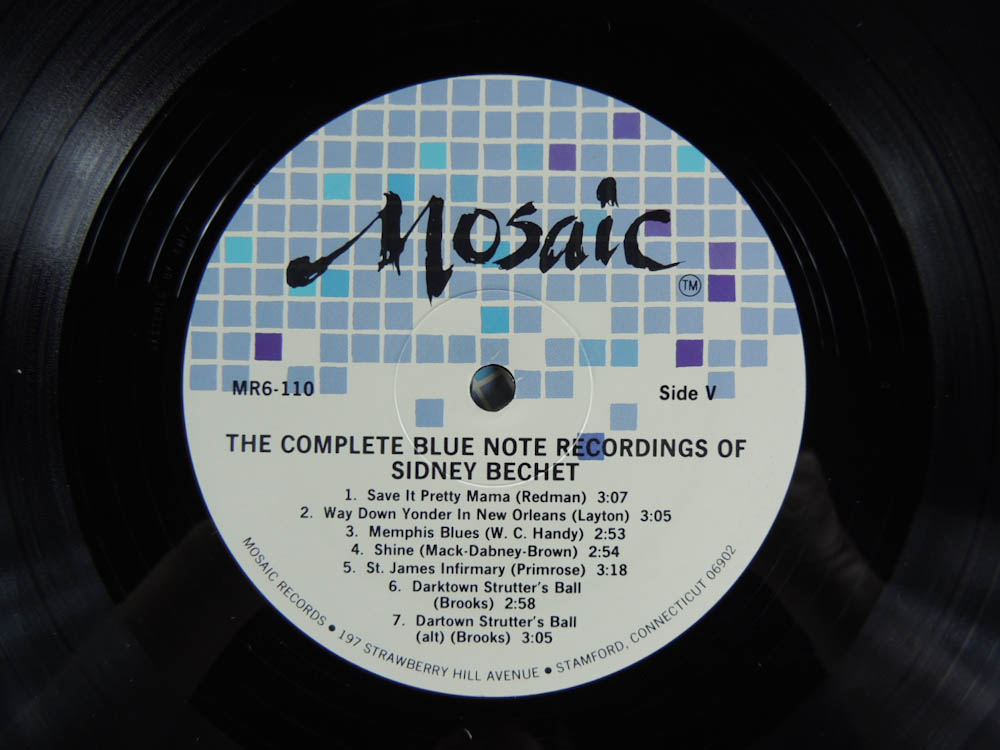 Mosaic
TM
MR6-110
Side V
THE COMPLETE BLUE NOTE RECORDINGS OF
SIDNEY BECHET
1. Save It Pretty Mama (Redman) 3:07
2. Way Down Yonder In New Orleans (Layton) 3:05
3. Memphis Blues (W. C. Handy) 2:53
4. Shine (Mack-Dabney-Brown) 2:54
5. St. James Infirmary (Primrose) 3:18
6. Darktown Strutter's Ball
(Brooks) 2:58
7. Dartown Strutter's Ball
(alt) (Brooks) 3:05
MOSAIC RECORDS • 197 STRAWBERRY HILL AVENUE • STAMFORD, CONNECTICUT 06902